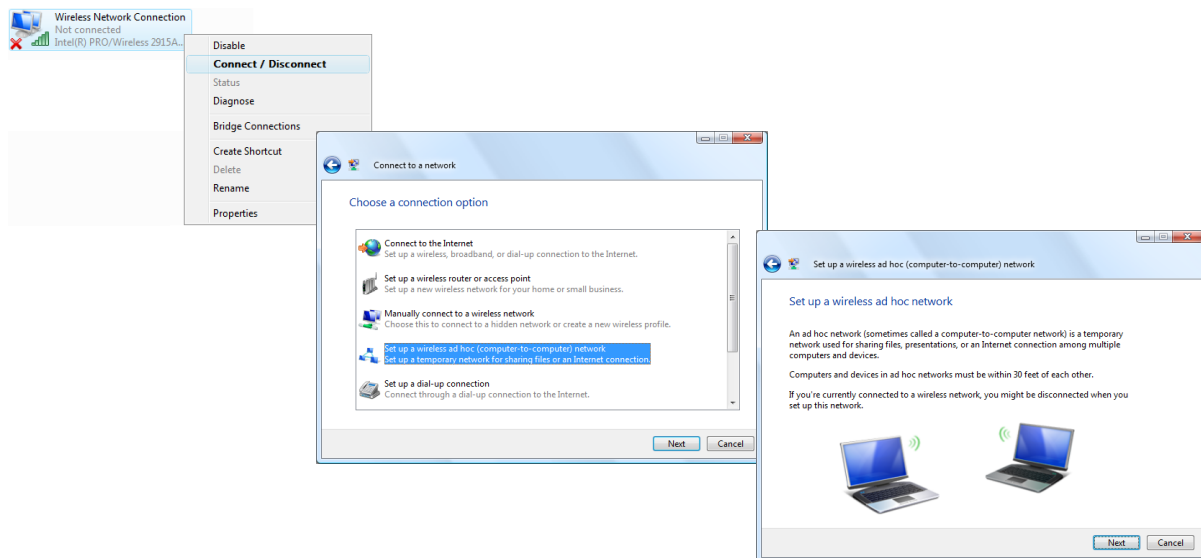 Wireless Network Connection
Not connected
Intel(R) PRO/Wireless 2915A...
Disable
Connect / Disconnect
Status
Diagnose
Bridge Connections
Create Shortcut
Delete
Rename
Properties
Connect to a network
Choose a connection option
Connect to the Internet
Set up a wireless, broadband, or dial-up connection to the Internet.
Set up a wireless router or access point
Set up a new wireless network for your home or small business.
Manually connect to a wireless network
Choose this to connect to a hidden network or create a new wireless profile.
Set up a wireless ad hoc (computer-to-computer) network
Set up a temporary network for sharing files or an Internet connection.
Set up a dial-up connection
Connect through a dial-up connection to the Internet.
Next
Cancel
Set up a wireless ad hoc (computer-to-computer) network
Set up a wireless ad hoc network
An ad hoc network (sometimes called a computer-to-computer network) is a temporary
network used for sharing files, presentations, or an Internet connection among multiple
computers and devices.
Computers and devices in ad hoc networks must be within 30 feet of each other.
If you're currently connected to a wireless network, you might be disconnected when you
set up this network.
Next
Cancel